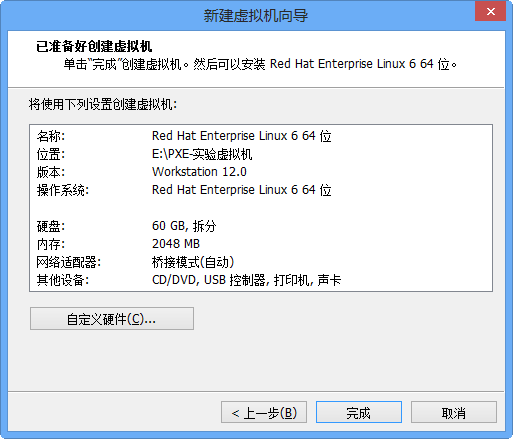 新建虚拟机向导
已准备好创建虚拟机
单击"完成"创建虚拟机。然后可以安装 Red Hat Enterprise Linux 6 64 位。
将使用下列设置创建虚拟机:
名称: Red Hat Enterprise Linux 6 64 位
位置: E:\PXE-实验虚拟机
版本: Workstation 12.0
操作系统: Red Hat Enterprise Linux 6 64 位
硬盘: 60 GB, 拆分
内存: 2048 MB
网络适配器: 桥接模式(自动)
其他设备: CD/DVD, USB 控制器, 打印机, 声卡
自定义硬件(C)...
< 上一步(B) 完成 取消